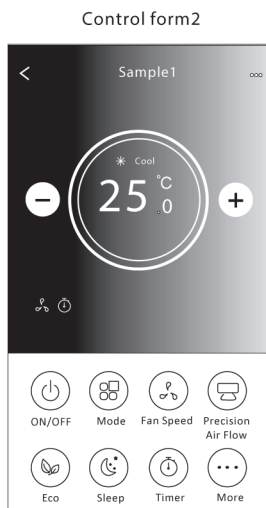 Control form2
Sample1
Cool
25.0 °C
ON/OFF Mode Fan Speed Precision Air Flow
Eco Sleep Timer More